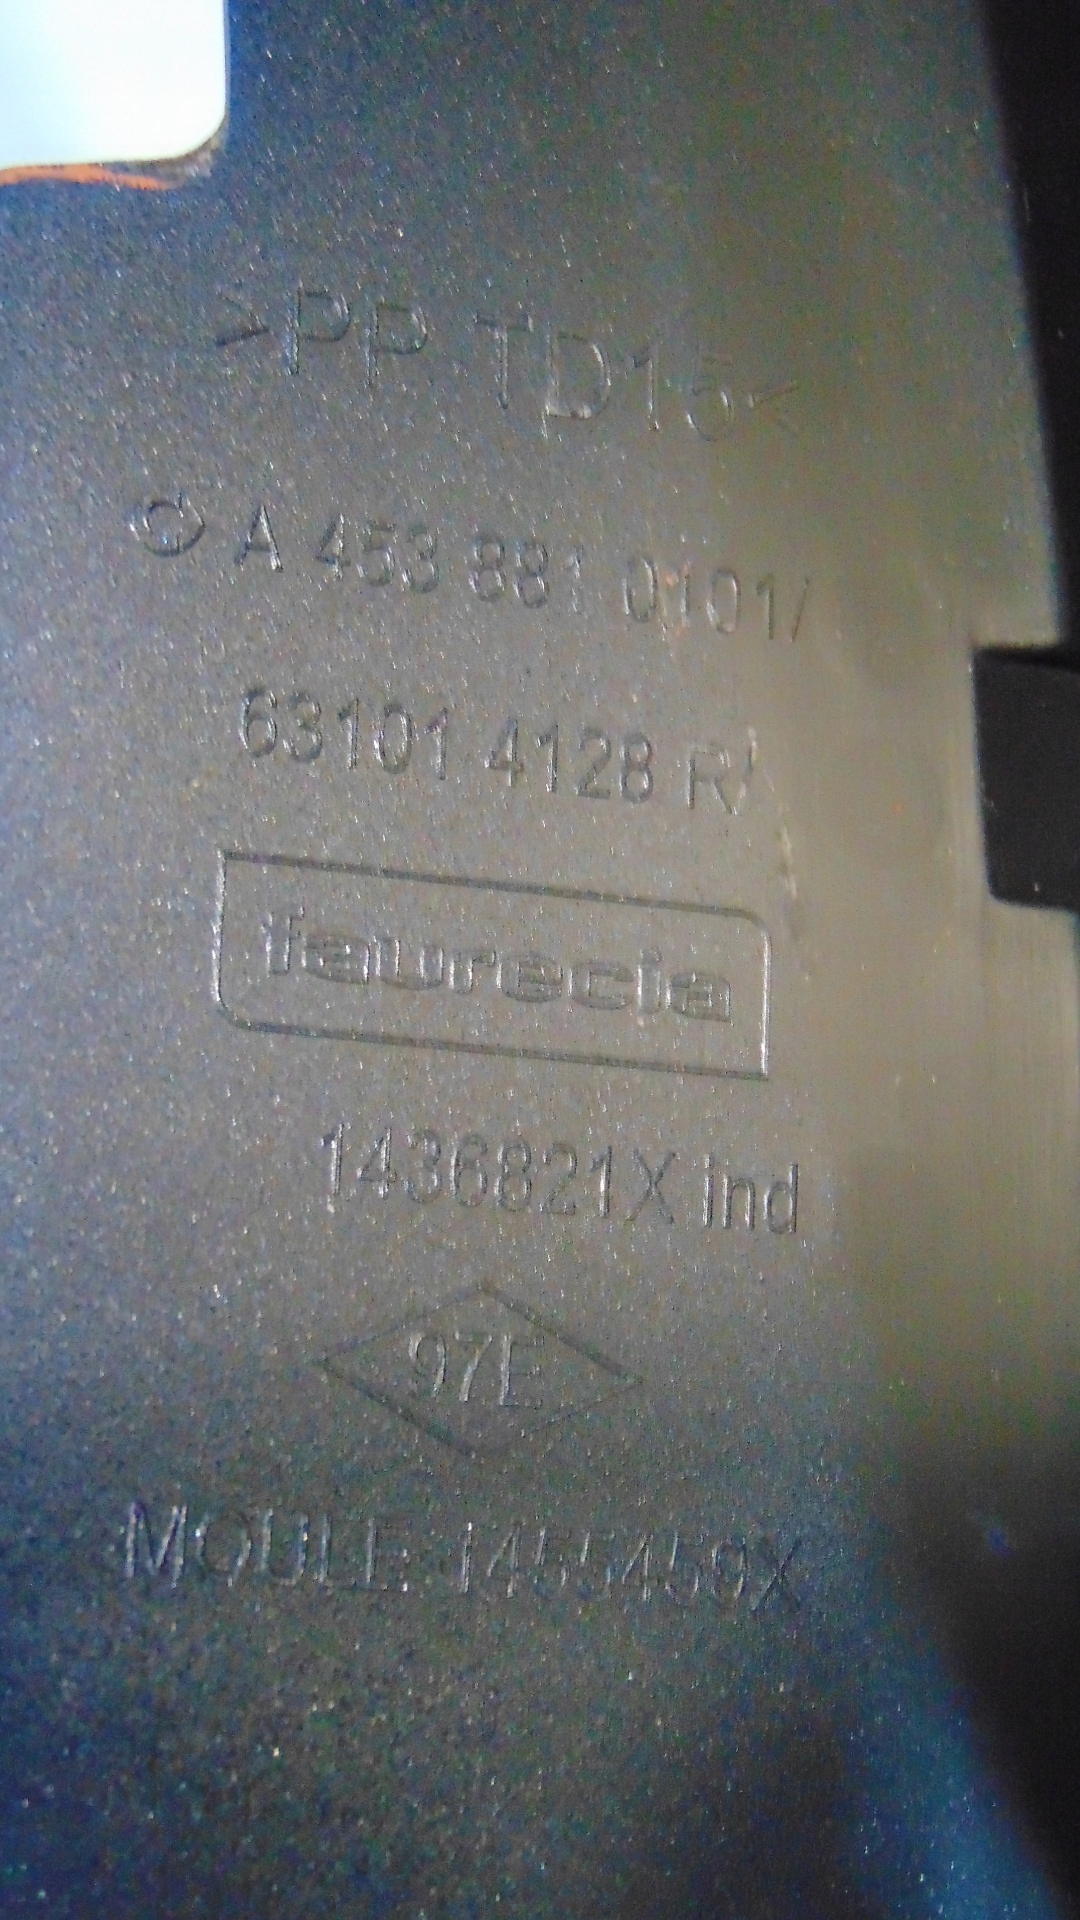 >PP TD15<
A 453 881 0101/
63101 4128 R/
faurecia
1436821X ind
97E
MOULE 1455459X